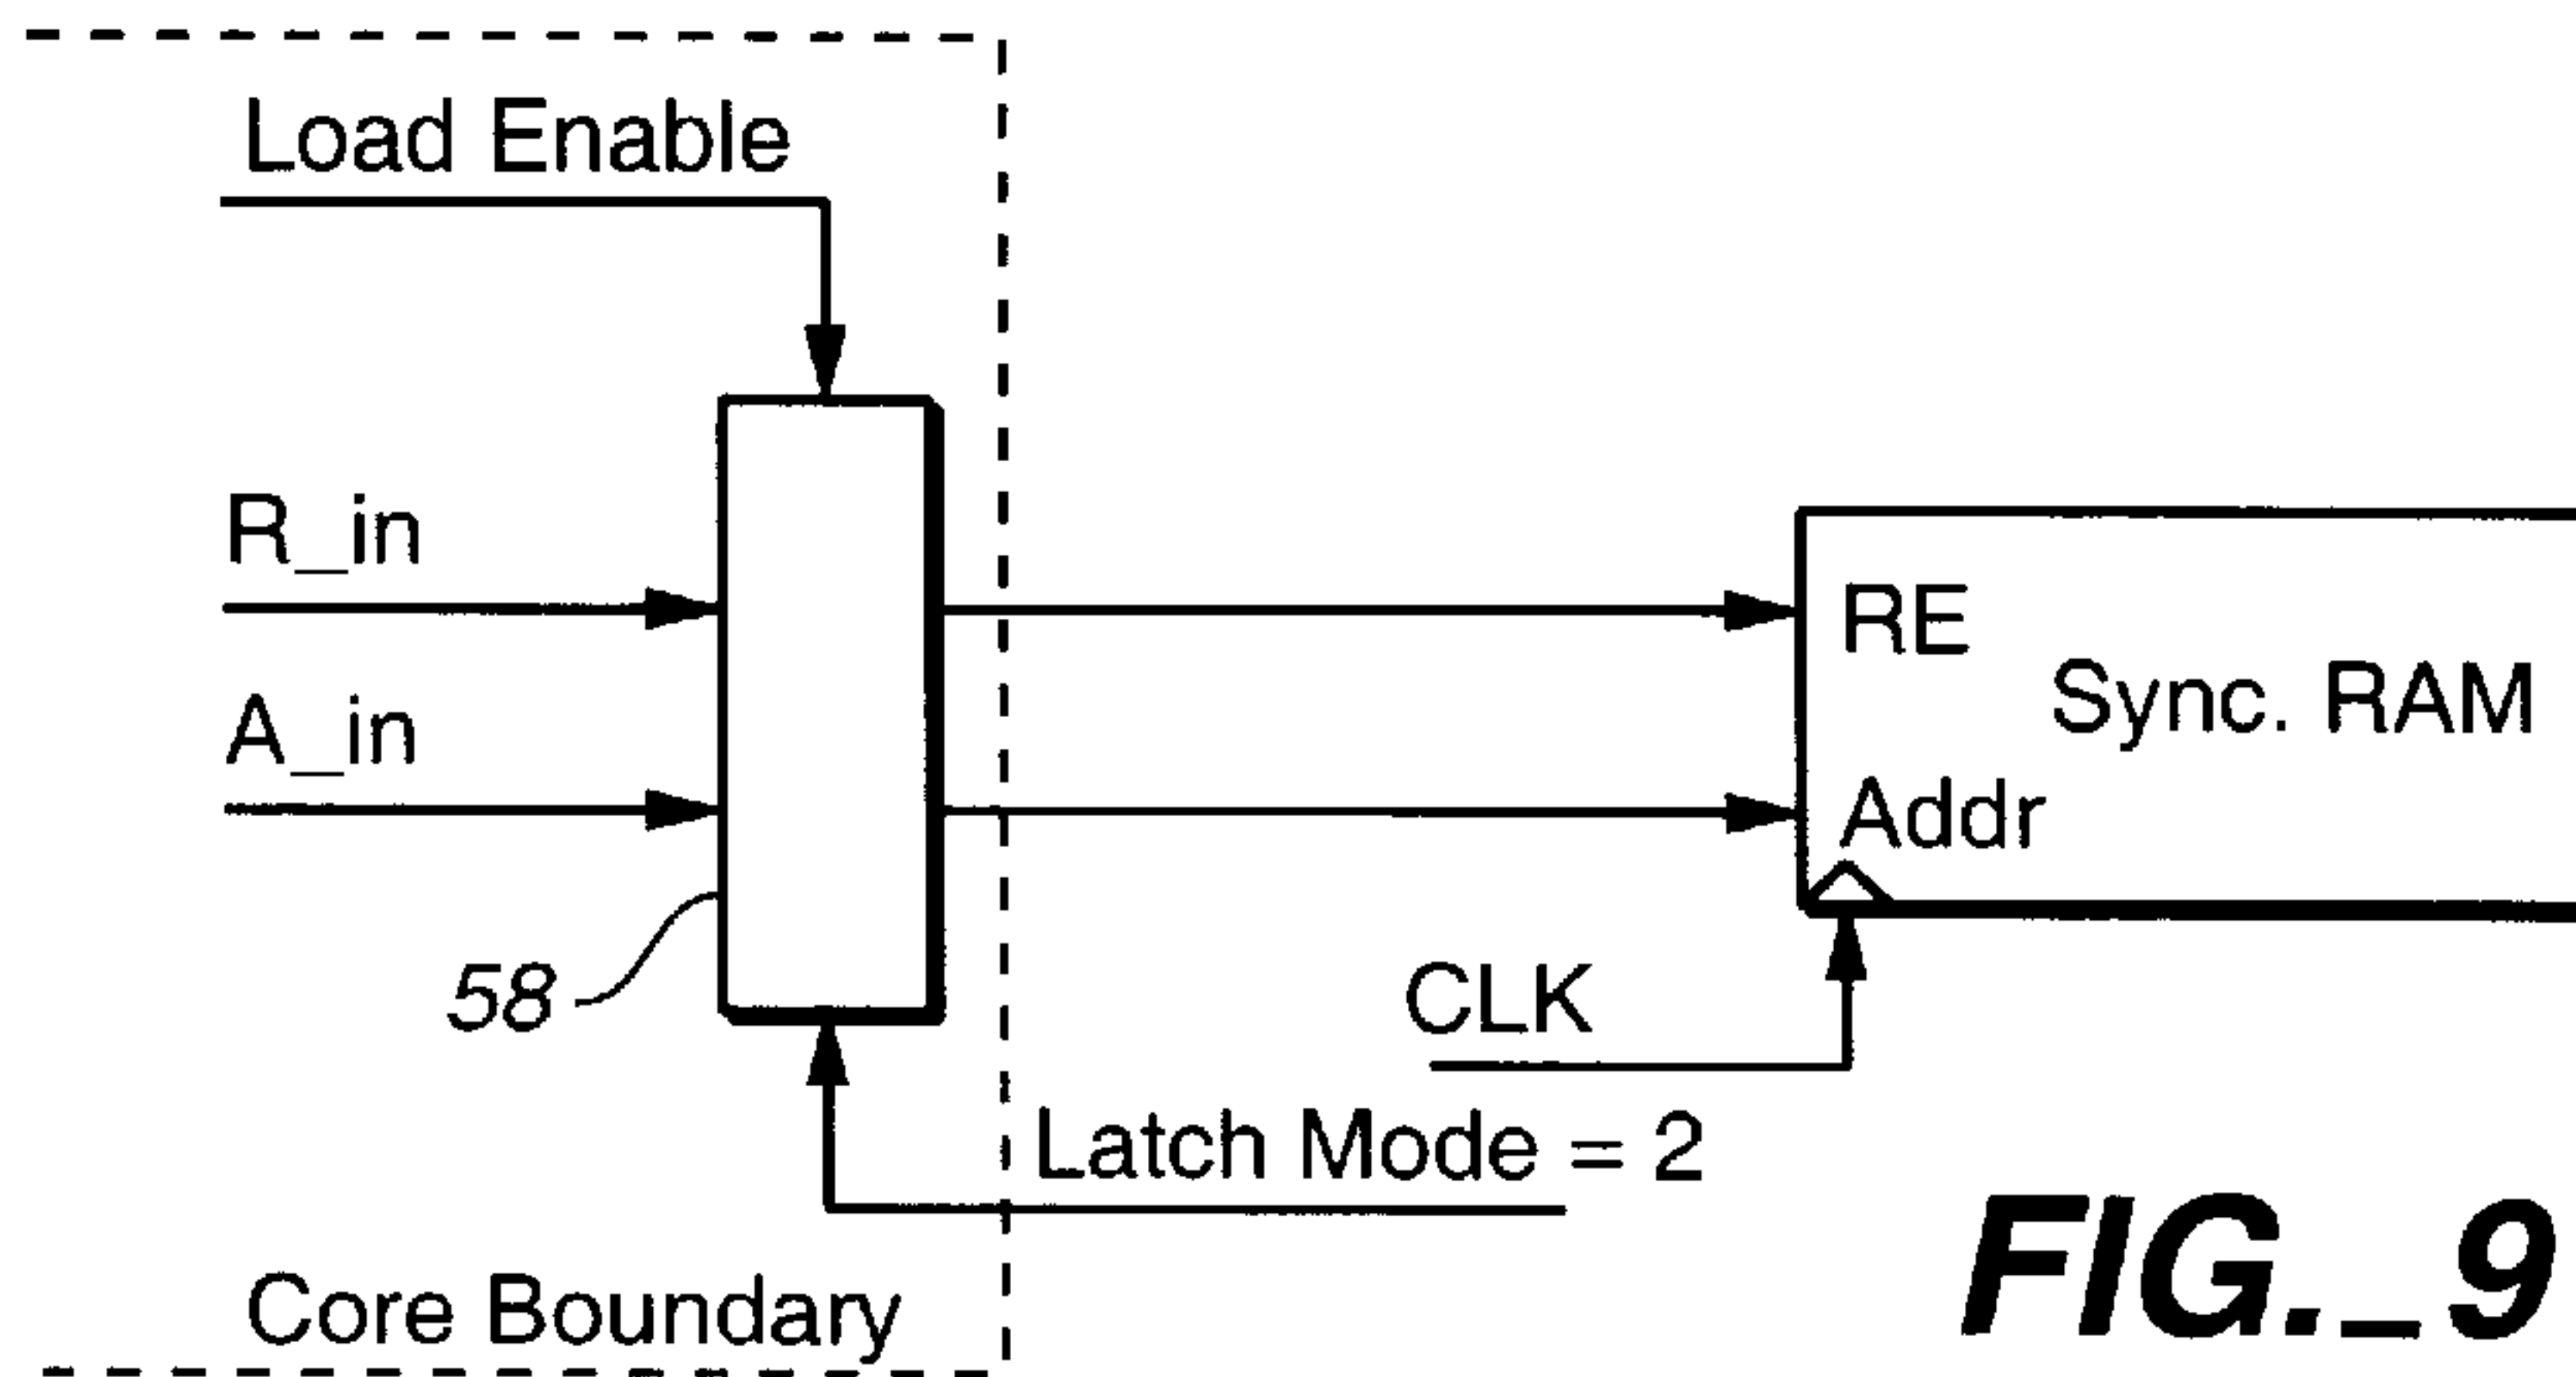 Load Enable
R_in
RE
Sync. RAM
A_in
Addr
58
CLK
Latch Mode = 2
Core Boundary
FIG._9